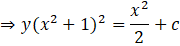 ⇒ y(x² + 1)² = x²/2 + c